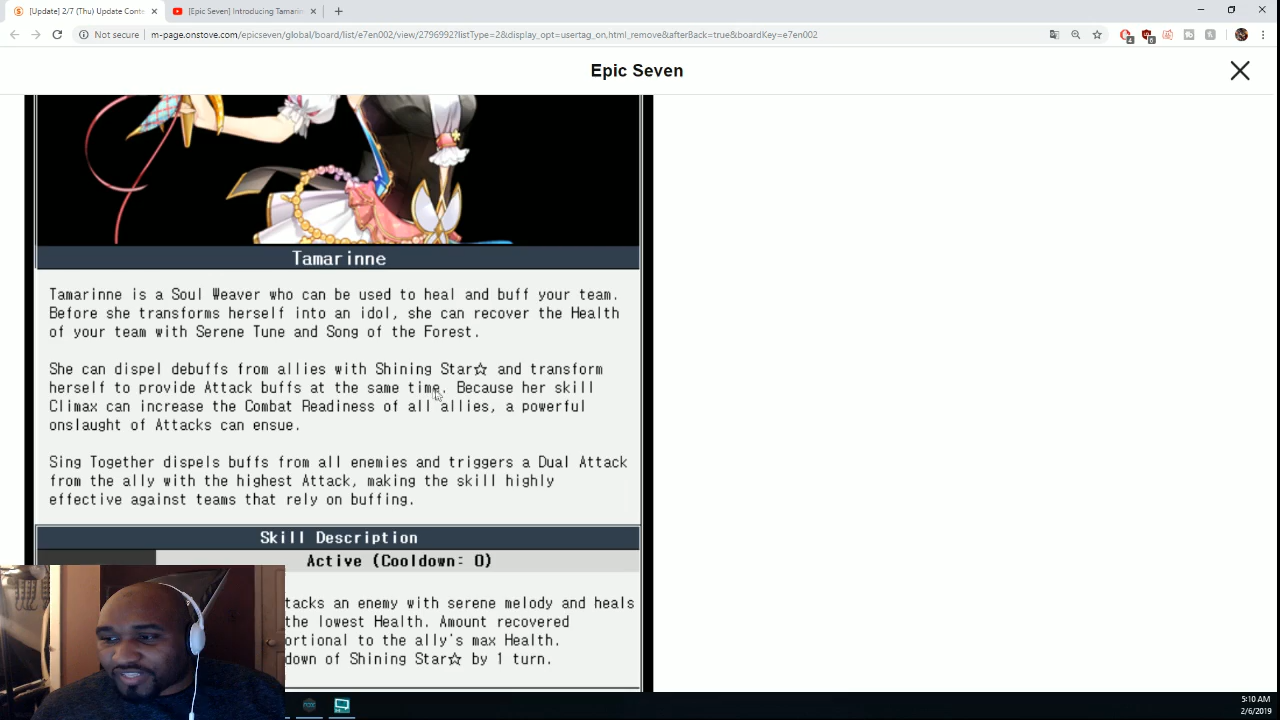 [Update] 2/7 (Thu) Update Conte
[Epic Seven] Introducing Tamarin
Not secure
m-page.onstove.com/epicseven/global/board/list/e7en002/view/2796992?listType=2&display_opt=usertag_on,html_remove&afterBack=true&boardKey=e7en002
Epic Seven
Tamarinne
Tamarinne is a Soul Weaver who can be used to heal and buff your team.
Before she transforms herself into an idol, she can recover the Health
of your team with Serene Tune and Song of the Forest.
She can dispel debuffs from allies with Shining Star☆ and transform
herself to provide Attack buffs at the same time. Because her skill
Climax can increase the Combat Readiness of all allies, a powerful
onslaught of Attacks can ensue.
Sing Together dispels buffs from all enemies and triggers a Dual Attack
from the ally with the highest Attack, making the skill highly
effective against teams that rely on buffing.
Skill Description
Active (Cooldown: 0)
tacks an enemy with serene melody and heals
the lowest Health. Amount recovered
ortional to the ally's max Health.
down of Shining Star☆ by 1 turn.
5:10 AM
2/6/2019